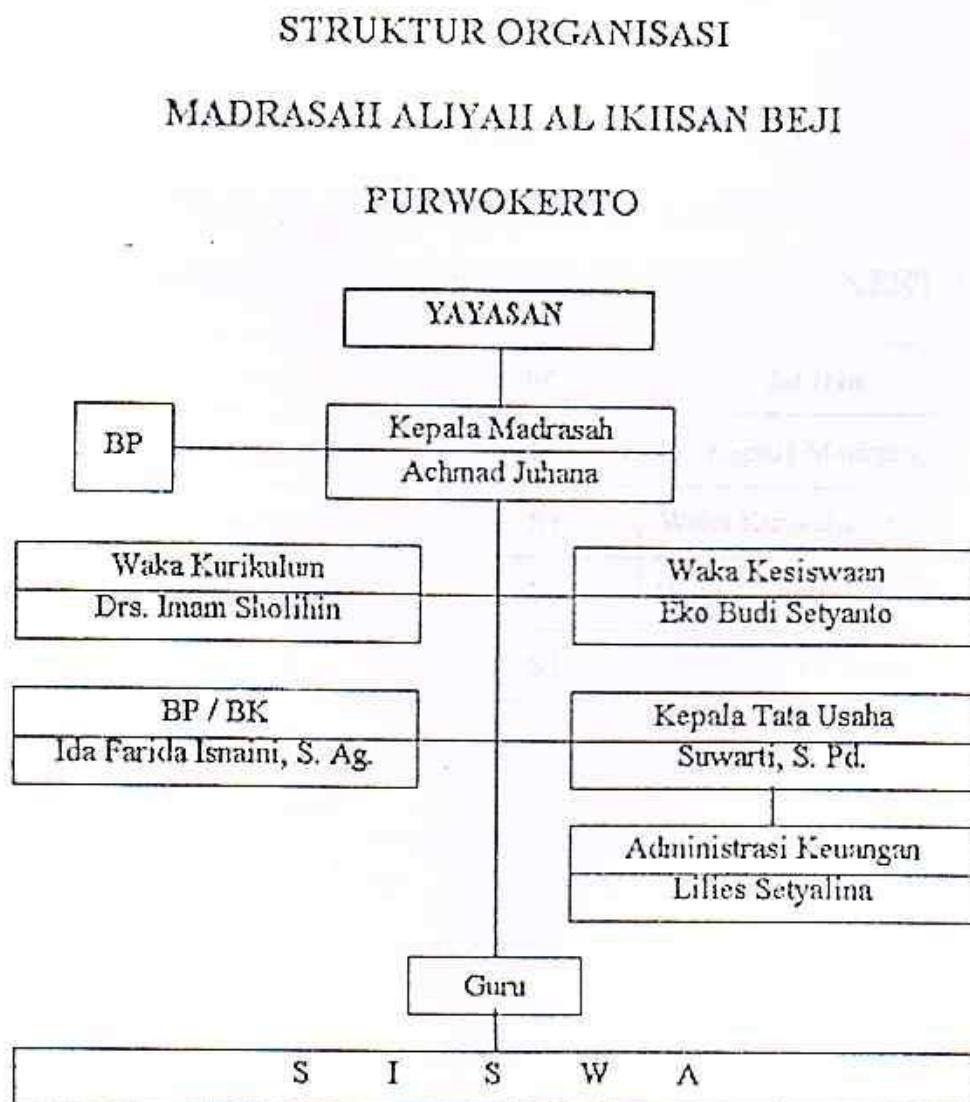 STRUKTUR ORGANISASI
MADRASAH ALIYAH AL IKHSAN BEJI
PURWOKERTO
YAYASAN
BP
Kepala Madrasah
Achmad Juhana
Waka Kurikulum
Drs. Imam Sholihin
Waka Kesiswaan
Eko Budi Setyanto
BP / BK
Ida Farida Isnaini, S. Ag.
Kepala Tata Usaha
Suwarti, S. Pd.
Administrasi Keuangan
Lilies Setyalina
Guru
S I S W A